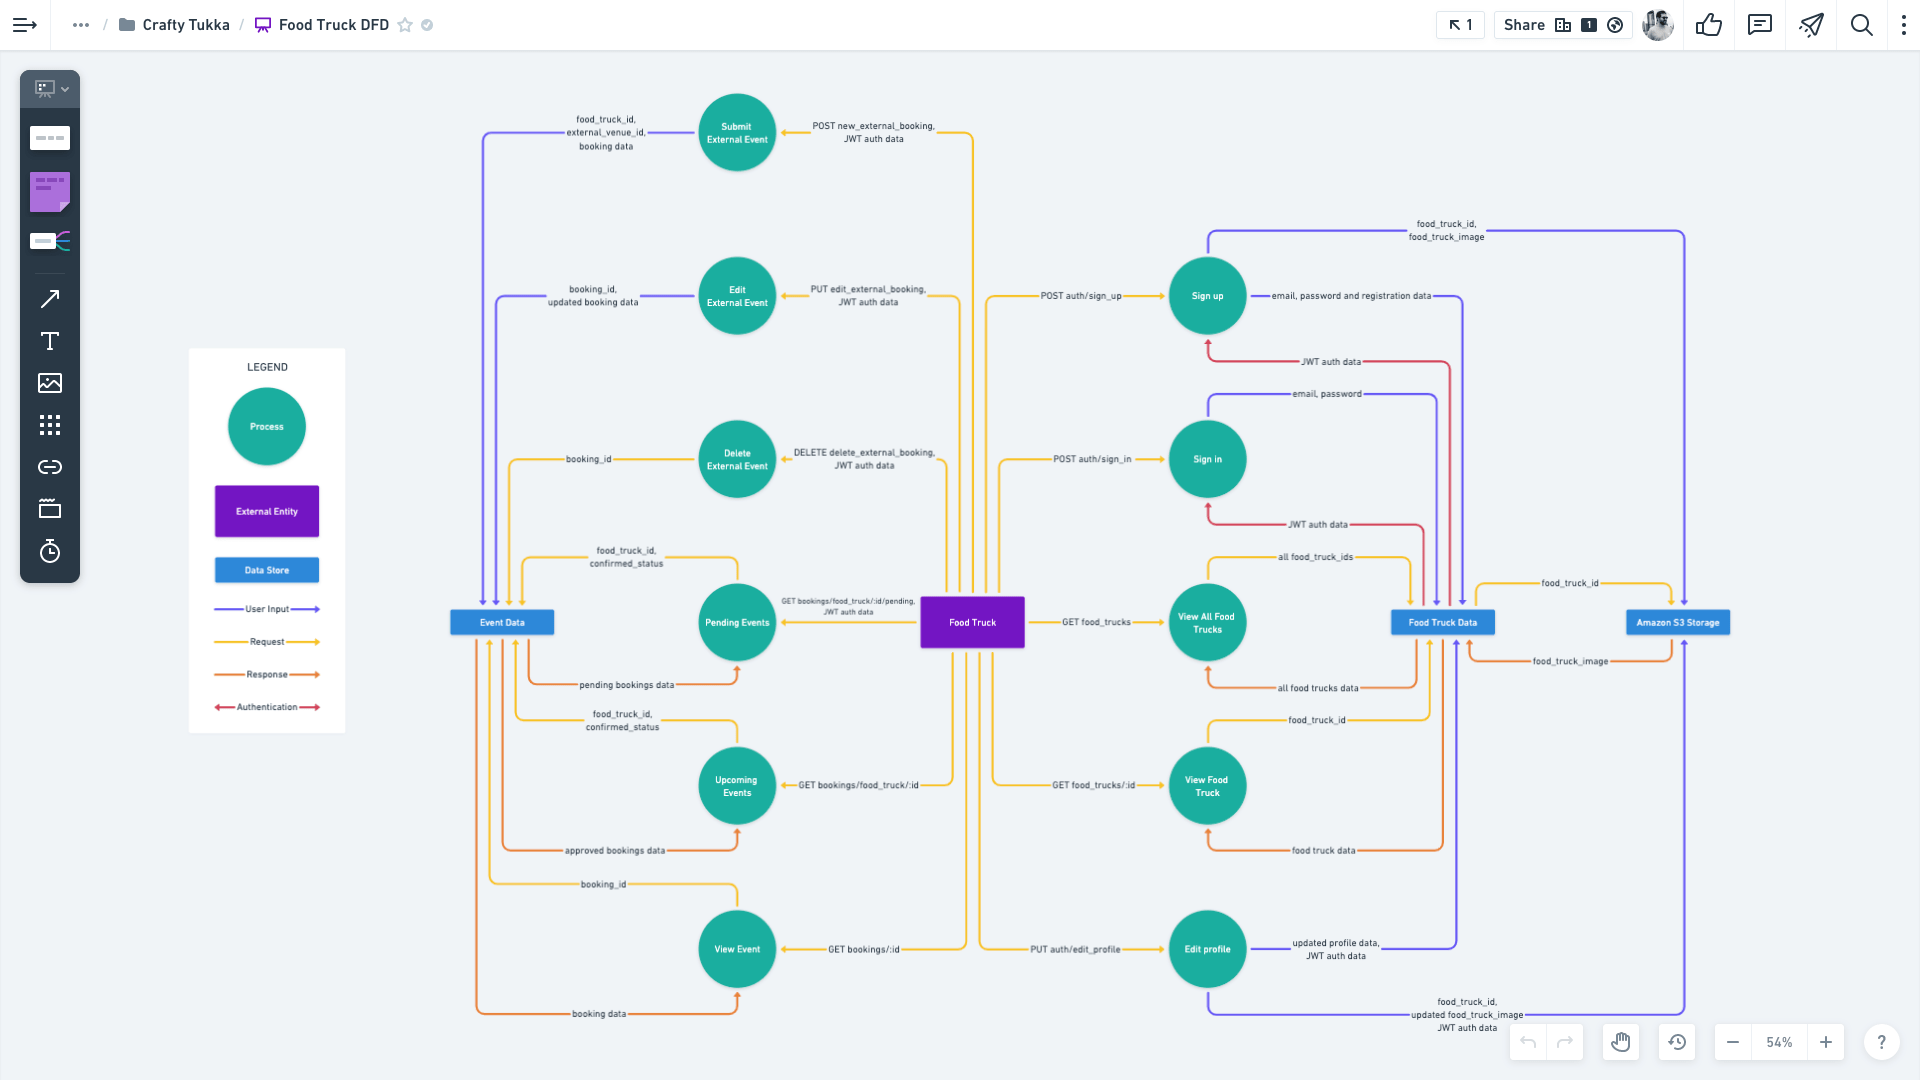 Crafty Tukka
Food Truck DFD
1
Share
1
LEGEND
Process
External Entity
Data Store
User Input
Request
Response
Authentication
food_truck_id,
external_venue_id,
booking data
Submit
External Event
POST new_external_booking,
JWT auth data
booking_id,
updated booking data
Edit
External Event
PUT edit_external_booking,
JWT auth data
booking_id
Delete
External Event
DELETE delete_external_booking,
JWT auth data
food_truck_id,
confirmed_status
Event Data
Pending Events
GET bookings/food_truck/:id/pending,
JWT auth data
Food Truck
pending bookings data
food_truck_id,
confirmed_status
Upcoming
Events
GET bookings/food_truck/:id
approved bookings data
booking_id
View Event
GET bookings/:id
booking data
food_truck_id,
food_truck_image
POST auth/sign_up
Sign up
email, password and registration data
JWT auth data
email, password
POST auth/sign_in
Sign in
JWT auth data
all food_truck_ids
GET food_trucks
View All Food
Trucks
Food Truck Data
food_truck_id
Amazon S3 Storage
food_truck_image
all food trucks data
food_truck_id
GET food_trucks/:id
View Food
Truck
food truck data
PUT auth/edit_profile
Edit profile
updated profile data,
JWT auth data
food_truck_id,
updated food_truck_image
JWT auth data
54%
?